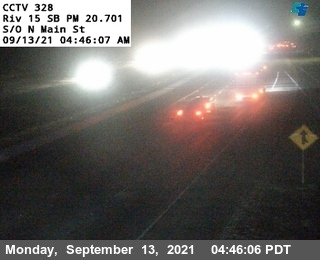 CCTV 328
Riv 15 SB PM 20.701
S/O N Main St
09/13/21 04:46:07 AM
Monday, September 13, 2021 04:46:06 PDT